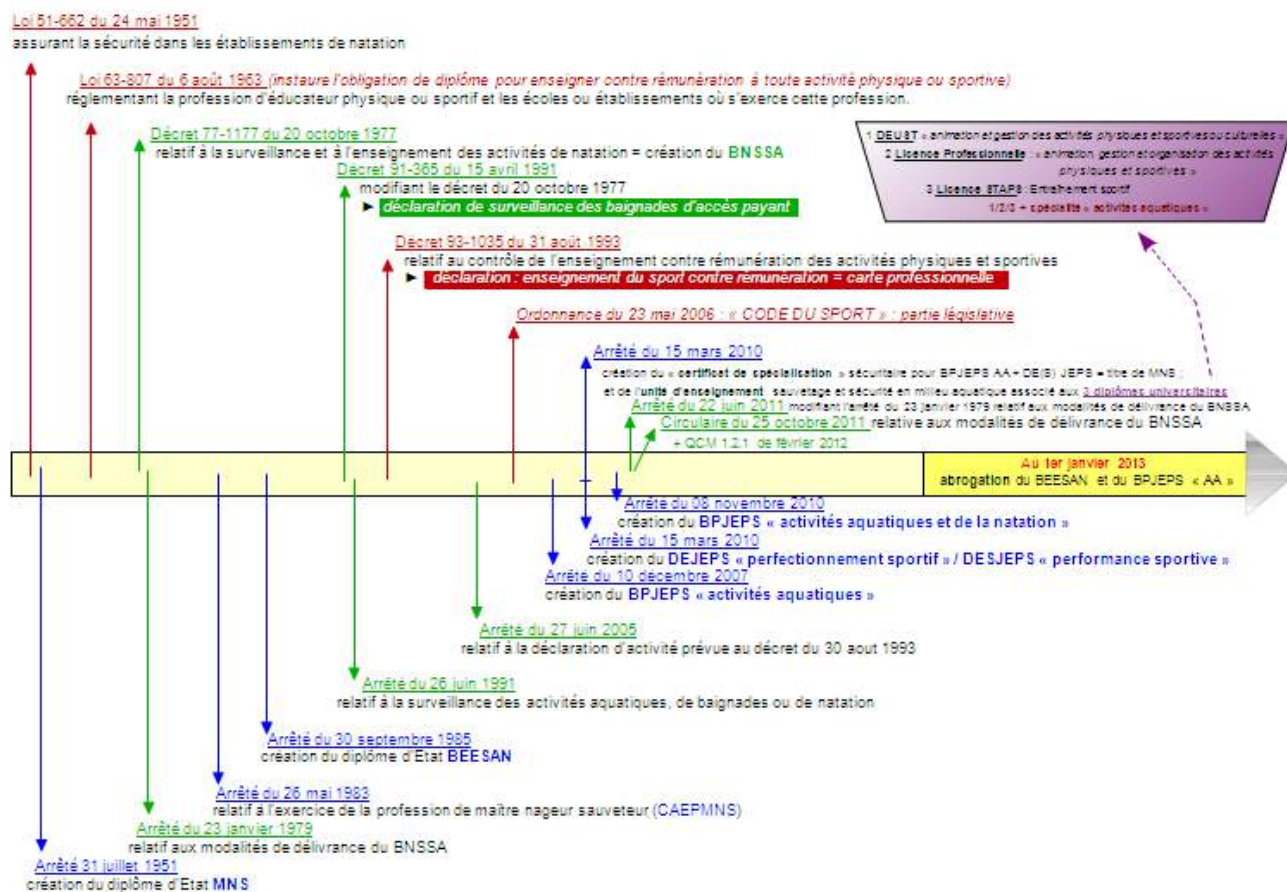 Loi 51-662 du 24 mai 1951
assurant la sécurité dans les établissements de natation
Loi 63-807 du 6 août 1963 (instaure l'obligation de diplôme pour enseigner contre rémunération à toute activité physique ou sportive)
réglementant la profession d'éducateur physique ou sportif et les écoles ou établissements où s'exerce cette profession.
Décret 77-1177 du 20 octobre 1977
relatif à la surveillance et à l'enseignement des activités de natation = création du BNSSA
Décret 91-365 du 15 avril 1991
modifiant le décret du 20 octobre 1977
► déclaration de surveillance des baignades d'accès payant
1 DEUST « animation et gestion des activités physiques et sportives ou culturelles »
2 Licence Professionnelle : « animation, gestion et organisation des activités
physiques et sportives »
3 Licence STAPS : Entraînement sportif
1/2/3 + spécialité « activités aquatiques »
Décret 93-1035 du 31 août 1993
relatif au contrôle de l'enseignement contre rémunération des activités physiques et sportives
► déclaration : enseignement du sport contre rémunération = carte professionnelle
Ordonnance du 23 mai 2006 : « CODE DU SPORT » : partie législative
Arrêté du 15 mars 2010
création du « certificat de spécialisation » sécuritaire pour BPJEPS AA + DE(S) JEPS = titre de MNS ;
et de l'unité d'enseignement sauvetage et sécurité en milieu aquatique associé aux 3 diplômes universitaires
Arrêté du 22 juin 2011 modifiant l'arrêté du 23 janvier 1979 relatif aux modalités de délivrance du BNSSA
Circulaire du 25 octobre 2011 relative aux modalités de délivrance du BNSSA
+ QCM 1.2.1 de février 2012
Au 1er janvier 2013
abrogation du BEESAN et du BPJEPS « AA »
Arrêté du 08 novembre 2010
création du BPJEPS « activités aquatiques et de la natation »
Arrêté du 15 mars 2010
création du DEJEPS « perfectionnement sportif » / DESJEPS « performance sportive »
Arrêté du 10 décembre 2007
création du BPJEPS « activités aquatiques »
Arrêté du 27 juin 2005
relatif à la déclaration d'activité prévue au décret du 30 aout 1993
Arrêté du 26 juin 1991
relatif à la surveillance des activités aquatiques, de baignades ou de natation
Arrêté du 30 septembre 1985
création du diplôme d'Etat BEESAN
Arrêté du 26 mai 1983
relatif à l'exercice de la profession de maître nageur sauveteur (CAEPMNS)
Arrêté du 23 janvier 1979
relatif aux modalités de délivrance du BNSSA
Arrêté 31 juillet 1951
création du diplôme d'Etat MNS